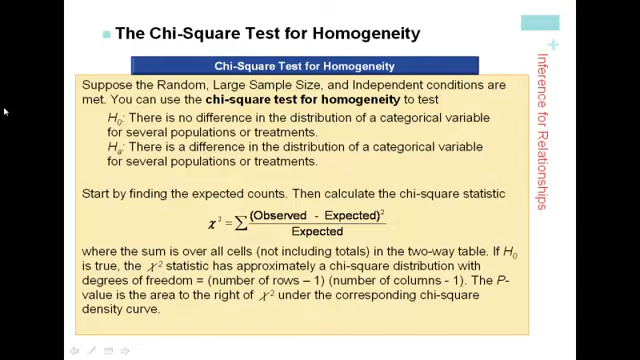 The Chi-Square Test for Homogeneity
Chi-Square Test for Homogeneity
Suppose the Random, Large Sample Size, and Independent conditions are
met. You can use the chi-square test for homogeneity to test
H₀: There is no difference in the distribution of a categorical variable
for several populations or treatments.
Hₐ: There is a difference in the distribution of a categorical variable
for several populations or treatments.
Start by finding the expected counts. Then calculate the chi-square statistic
χ² = ∑ (Observed - Expected)² / Expected
where the sum is over all cells (not including totals) in the two-way table. If H₀
is true, the χ² statistic has approximately a chi-square distribution with
degrees of freedom = (number of rows – 1) (number of columns - 1). The P-
value is the area to the right of χ² under the corresponding chi-square
density curve.
+
Inference for Relationships